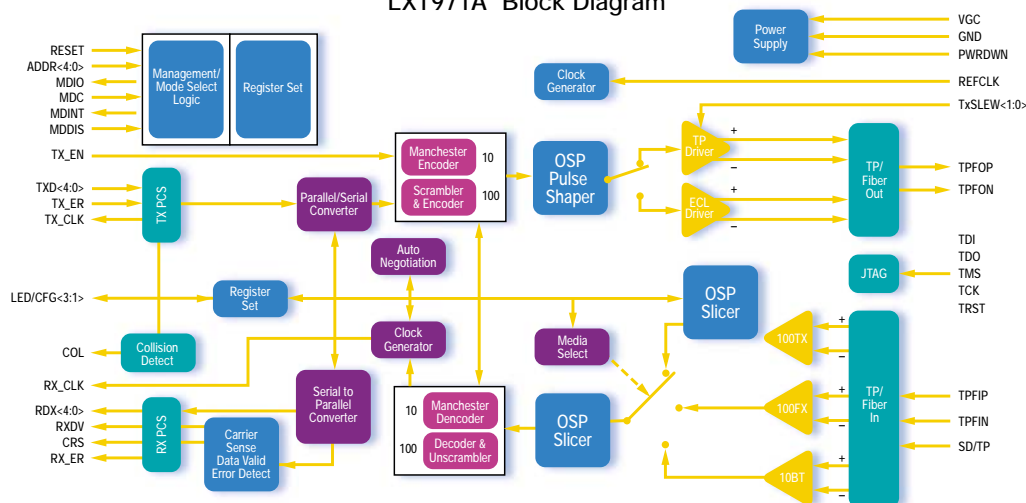 LXT971A Block Diagram
RESET
ADDR<4:0>
MDIO
MDC
MDINT
MDDIS
Management/
Mode Select
Logic
Register Set
Power
Supply
VGC
GND
PWRDWN
Clock
Generator
REFCLK
TxSLEW<1:0>
TX_EN
TXD<4:0>
TX_ER
TX_CLK
TX PCS
Parallel/Serial
Converter
Manchester
Encoder
10
Scrambler
& Encoder
100
OSP
Pulse
Shaper
TP
Driver
+
−
ECL
Driver
+
−
TP/
Fiber
Out
TPFOP
TPFON
Auto
Negotiation
JTAG
TDI
TDO
TMS
TCK
TRST
LED/CFG<3:1>
Register
Set
OSP
Slicer
Clock
Generator
Media
Select
COL
Collision
Detect
RX_CLK
100TX
+
−
100FX
+
−
10BT
+
−
TP/
Fiber
In
TPFIP
TPFIN
SD/TP
RDX<4:0>
RXDV
CRS
RX_ER
RX PCS
Carrier
Sense
Data Valid
Error Detect
Serial to
Parallel
Converter
10
Manchester
Dencoder
100
Decoder &
Unscrambler
OSP
Slicer